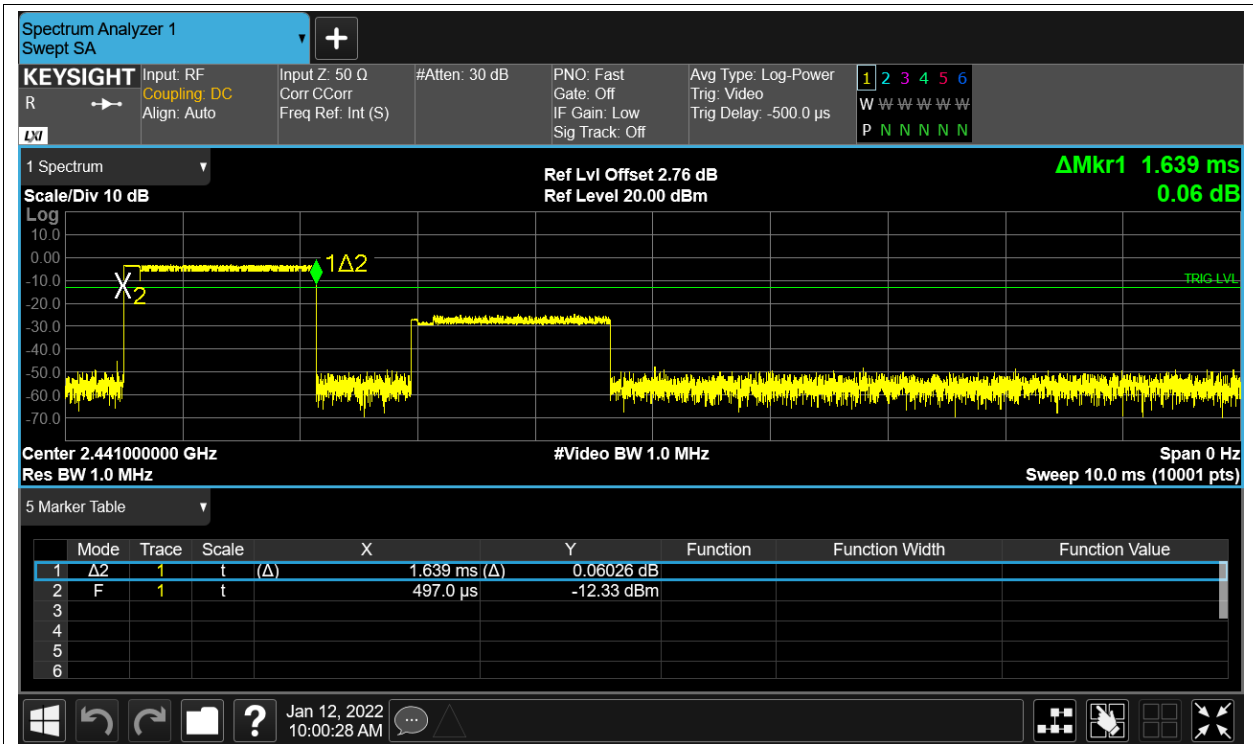 Spectrum Analyzer 1
Swept SA
KEYSIGHT Input: RF Input Z: 50 Ω #Atten: 30 dB PNO: Fast Avg Type: Log-Power 1 2 3 4 5 6
R Coupling: DC Corr CCorr Gate: Off Trig: Video W W W W W W
Align: Auto Freq Ref: Int (S) IF Gain: Low Trig Delay: -500.0 µs P N N N N N
LXI Sig Track: Off
1 Spectrum Ref Lvl Offset 2.76 dB ΔMkr1 1.639 ms
Scale/Div 10 dB Ref Level 20.00 dBm 0.06 dB
Log
10.0
0.00
1Δ2
-10.0
TRIG LVL
2
-20.0
-30.0
-40.0
-50.0
-60.0
-70.0
Center 2.441000000 GHz #Video BW 1.0 MHz Span 0 Hz
Res BW 1.0 MHz Sweep 10.0 ms (10001 pts)
5 Marker Table
Mode Trace Scale X Y Function Function Width Function Value
1 Δ2 1 t (Δ) 1.639 ms (Δ) 0.06026 dB
2 F 1 t 497.0 µs -12.33 dBm
3
4
5
6
? Jan 12, 2022
10:00:28 AM